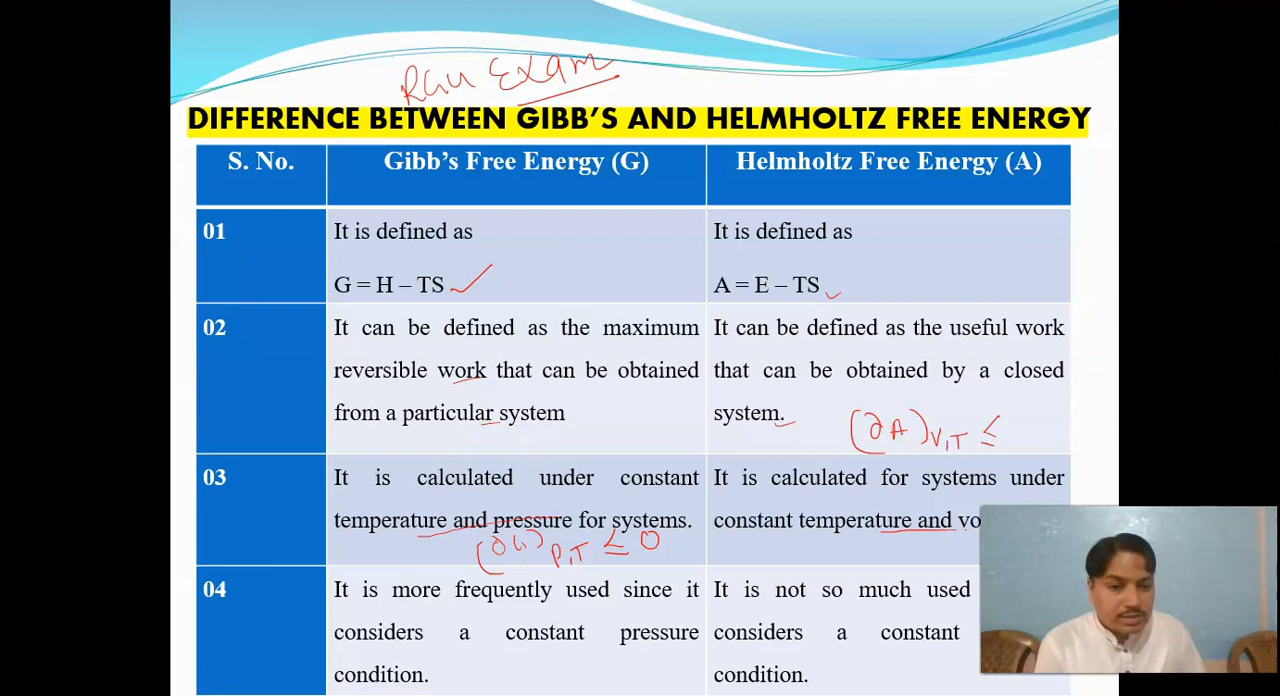 RGU Exam
DIFFERENCE BETWEEN GIBB'S AND HELMHOLTZ FREE ENERGY
S. No.
Gibb's Free Energy (G)
Helmholtz Free Energy (A)
01
It is defined as
G = H – TS
It is defined as
A = E – TS
02
It can be defined as the maximum
reversible work that can be obtained
from a particular system
It can be defined as the useful work
that can be obtained by a closed
system.
(∂A)V,T ≤
03
It is calculated under constant
temperature and pressure for systems.
(∂G)P,T ≤ 0
It is calculated for systems under
constant temperature and vo
04
It is more frequently used since it
considers a constant pressure
condition.
It is not so much used
considers a constant
condition.